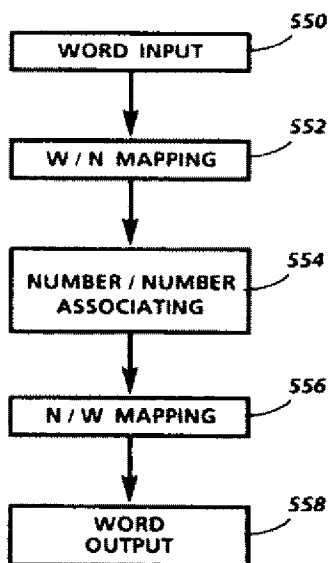 550
WORD INPUT
552
W / N MAPPING
554
NUMBER / NUMBER
ASSOCIATING
556
N / W MAPPING
558
WORD
OUTPUT